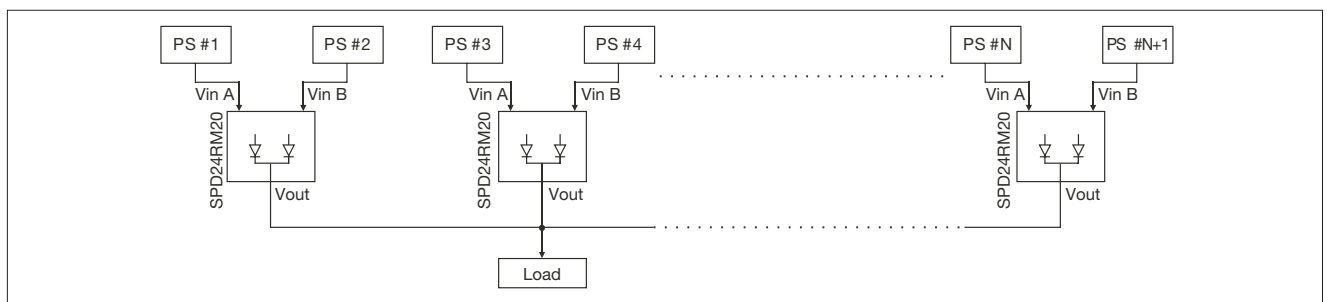 PS #1
PS #2
PS #3
PS #4
PS #N
PS #N+1
Vin A
Vin B
Vin A
Vin B
Vin A
Vin B
SPD24RM20
SPD24RM20
SPD24RM20
Vout
Vout
Vout
Load